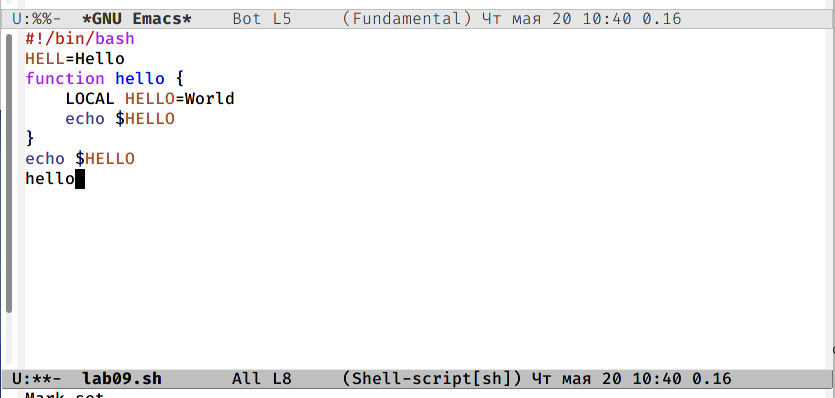 U:%%-  *GNU Emacs*    Bot L5     (Fundamental) Чт мая 20 10:40 0.16
#!/bin/bash
HELL=Hello
function hello {
    LOCAL HELLO=World
    echo $HELLO
}
echo $HELLO
hello
U:**-  lab09.sh       All L8     (Shell-script[sh]) Чт мая 20 10:40 0.16
Mark set